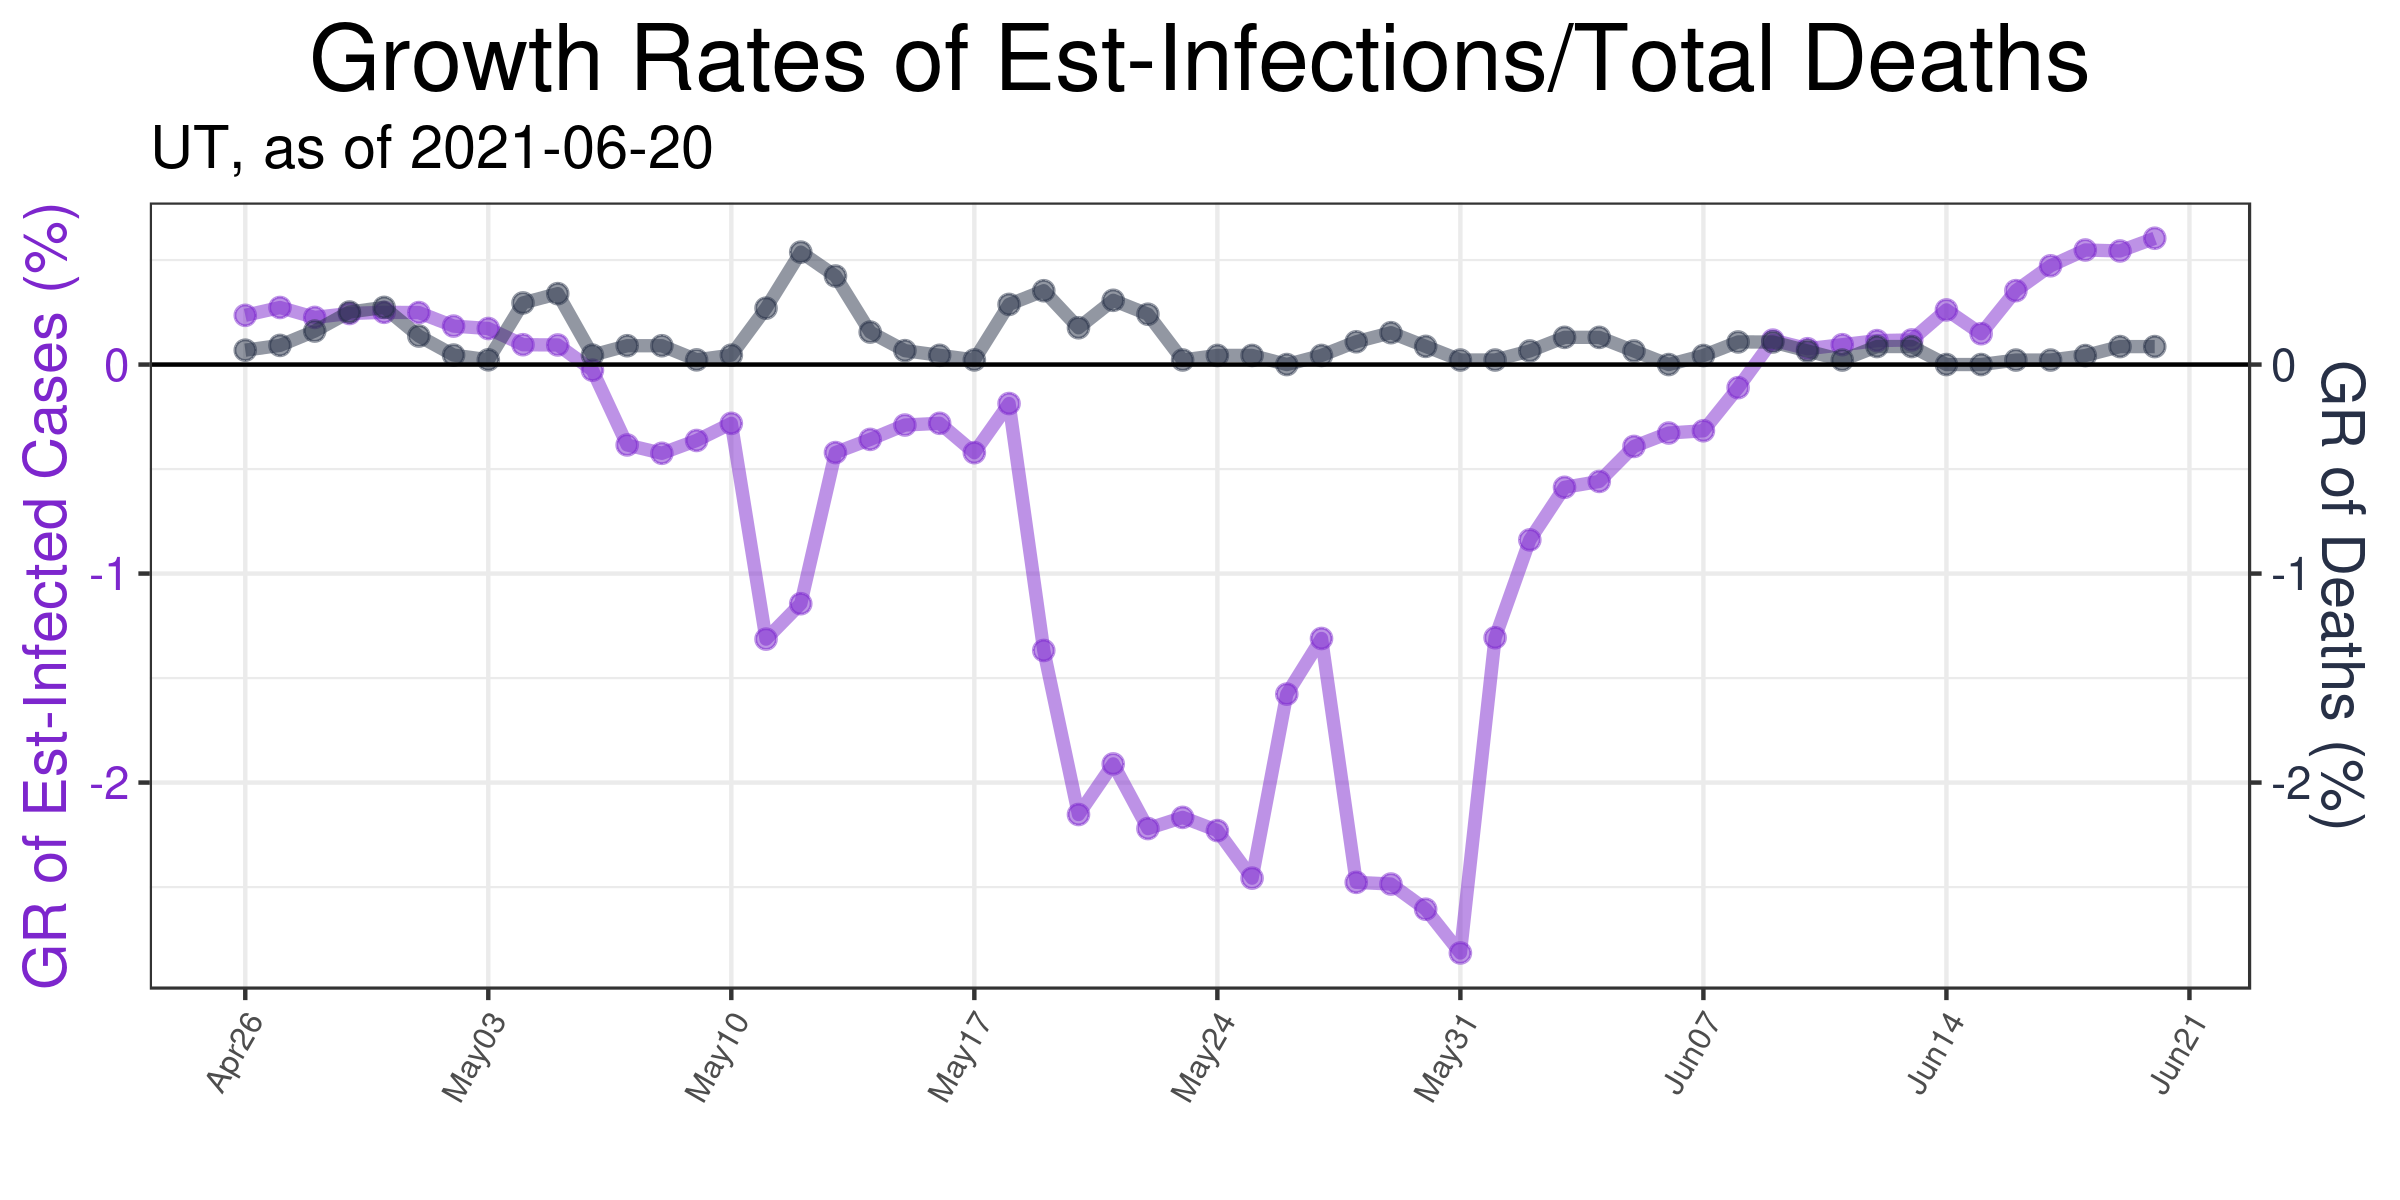 Growth Rates of Est-Infections/Total Deaths
UT, as of 2021-06-20
GR of Est-Infected Cases (%)
0
-1
-2
0
-1
-2
GR of Deaths (%)
Apr26
May03
May10
May17
May24
May31
Jun07
Jun14
Jun21